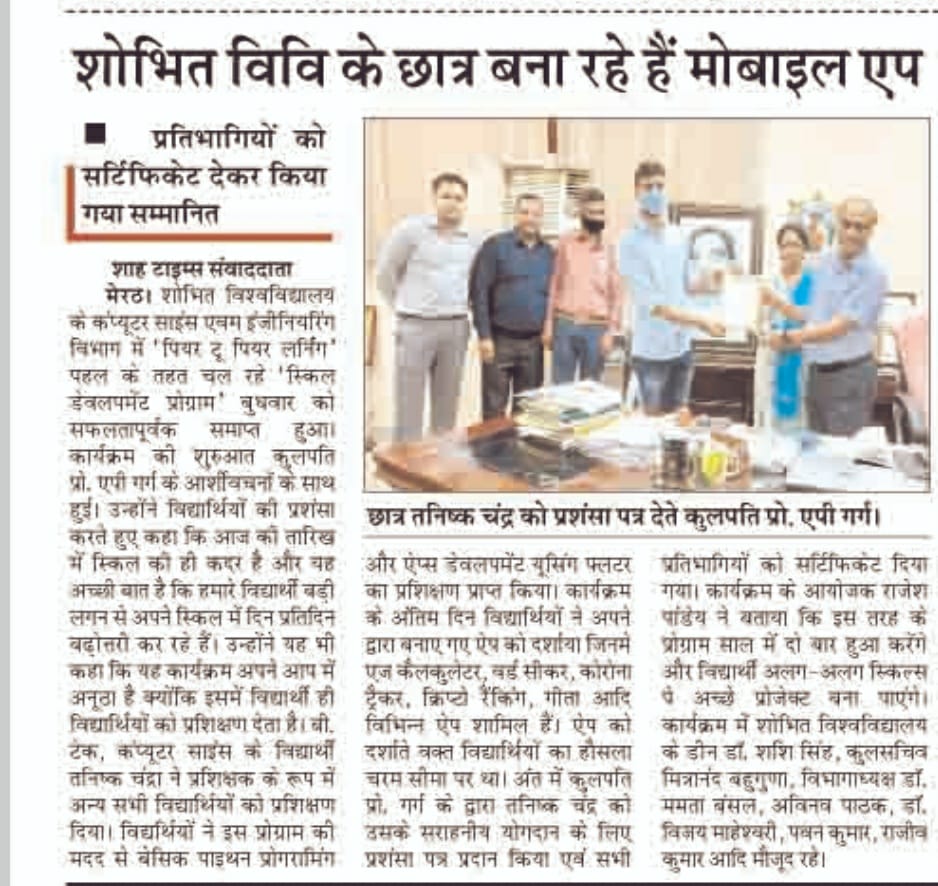 शोभित विवि के छात्र बना रहे हैं मोबाइल एप
■ प्रतिभागियों को
सर्टिफिकेट देकर किया
गया सम्मानित
शाह टाइम्स संवाददाता
मेरठ। शोभित विश्वविद्यालय
के कंप्यूटर साइंस एवम इंजीनियरिंग
विभाग में 'पियर टू पियर लर्निंग'
पहल के तहत चल रहे 'स्किल
डेवलपमेंट प्रोग्राम' बुधवार को
सफलतापूर्वक समाप्त हुआ।
कार्यक्रम की शुरुआत कुलपति
प्रो. एपी गर्ग के आर्शीवचनों के साथ
हुई। उन्होंने विद्यार्थियों की प्रशंसा
करते हुए कहा कि आज की तारिख
में स्किल की ही कदर है और यह
अच्छी बात है कि हमारे विद्यार्थी बड़ी
लगन से अपने स्किल में दिन प्रतिदिन
बढ़ोत्तरी कर रहे हैं। उन्होंने यह भी
कहा कि यह कार्यक्रम अपने आप में
अनूठा है क्योंकि इसमें विद्यार्थी ही
विद्यार्थियों को प्रशिक्षण देता है। बी.
टेक, कंप्यूटर साइंस के विद्यार्थी
तनिष्क चंद्रा ने प्रशिक्षक के रूप में
अन्य सभी विद्यार्थियों को प्रशिक्षण
दिया। विद्यर्थियों ने इस प्रोग्राम की
मदद से बेसिक पाइथन प्रोगरामिंग
छात्र तनिष्क चंद्र को प्रशंसा पत्र देते कुलपति प्रो. एपी गर्ग।
और ऐप्स डेवलपमेंट यूसिंग फ्लटर
का प्रशिक्षण प्राप्त किया। कार्यक्रम
के अंतिम दिन विद्यार्थियों ने अपने
द्वारा बनाए गए ऐप को दर्शाया जिनमें
एज कैलकुलेटर, वर्ड सीकर, कोरोना
ट्रैकर, क्रिप्टो रैंकिंग, गीता आदि
विभिन्न ऐप शामिल हैं। ऐप को
दर्शाते वक्त विद्यार्थियों का हौसला
चरम सीमा पर था। अंत में कुलपति
प्रो. गर्ग के द्वारा तनिष्क चंद्र को
उसके सराहनीय योगदान के लिए
प्रशंसा पत्र प्रदान किया एवं सभी
प्रतिभागियों को सर्टिफिकेट दिया
गया। कार्यक्रम के आयोजक राजेश
पांडेय ने बताया कि इस तरह के
प्रोग्राम साल में दो बार हुआ करेंगे
और विद्यार्थी अलग-अलग स्किल्स
पे अच्छे प्रोजेक्ट बना पाएंगे।
कार्यक्रम में शोभित विश्वविद्यालय
के डीन डॉ. शशि सिंह, कुलसचिव
मित्रानंद बहुगुणा, विभागाध्यक्ष डॉ.
ममता बंसल, अविनव पाठक, डॉ.
विजय माहेश्वरी, पवन कुमार, राजीव
कुमार आदि मौजूद रहे।